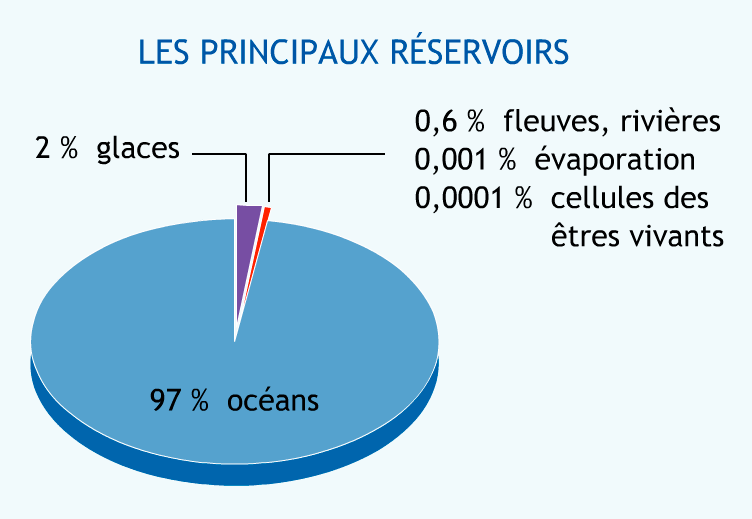 LES PRINCIPAUX RÉSERVOIRS
2 % glaces
0,6 % fleuves, rivières
0,001 % évaporation
0,0001 % cellules des
êtres vivants
97 % océans